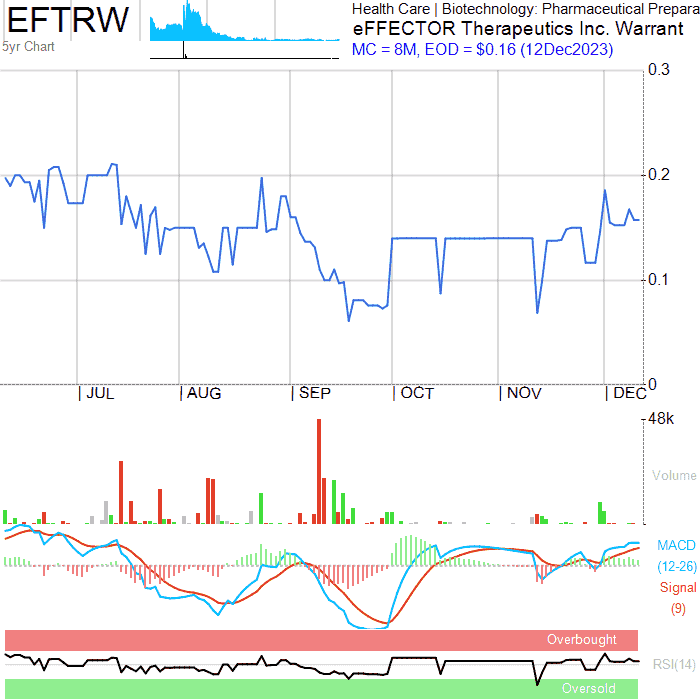 EFTRW
5yr Chart
Health Care | Biotechnology: Pharmaceutical Prepara
eFFECTOR Therapeutics Inc. Warrant
MC = 8M, EOD = $0.16 (12Dec2023)
0.3
0.2
0.1
0
| JUL | AUG | SEP | OCT | NOV | DEC
48k
Volume
MACD
(12-26)
Signal
(9)
Overbought
RSI(14)
Oversold